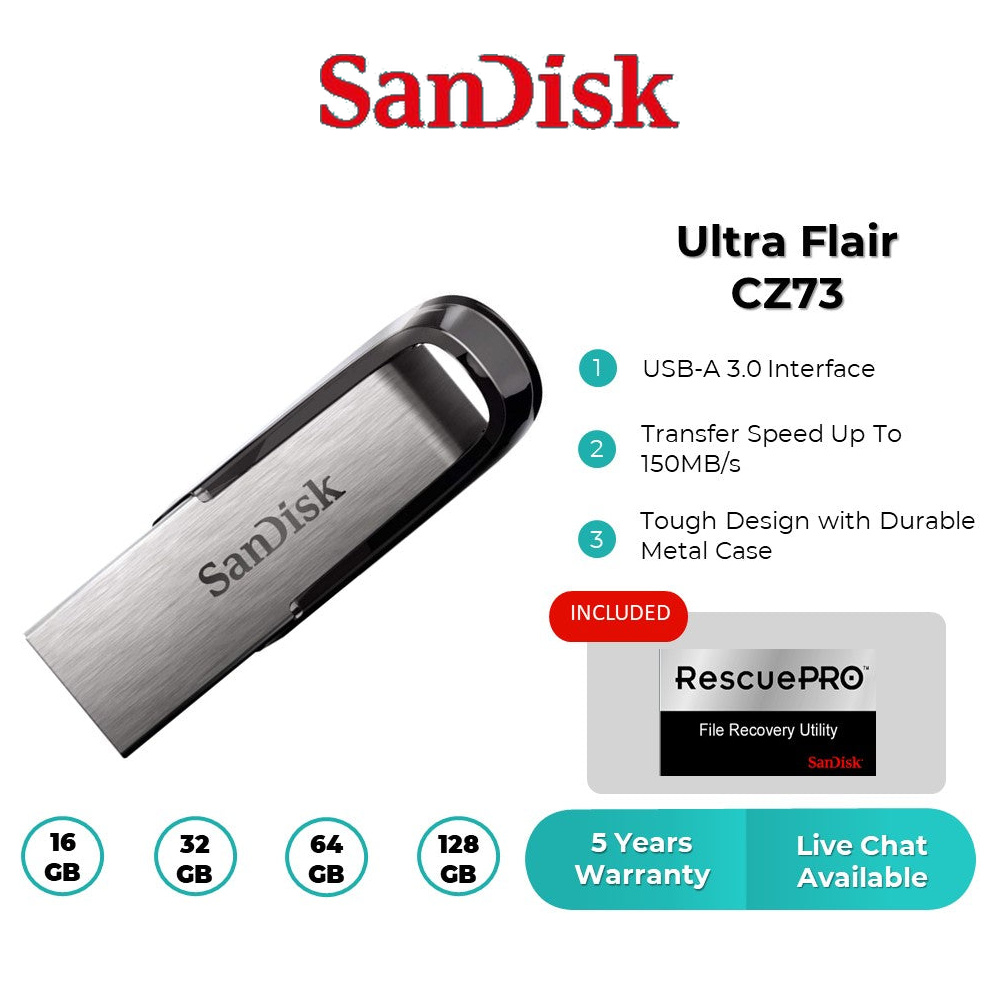 SanDisk
Ultra Flair
CZ73
1 USB-A 3.0 Interface
2 Transfer Speed Up To
150MB/s
3 Tough Design with Durable
Metal Case
SanDisk
INCLUDED
RescuePRO™
File Recovery Utility
SanDisk
16
GB
32
GB
64
GB
128
GB
5 Years
Warranty
Live Chat
Available